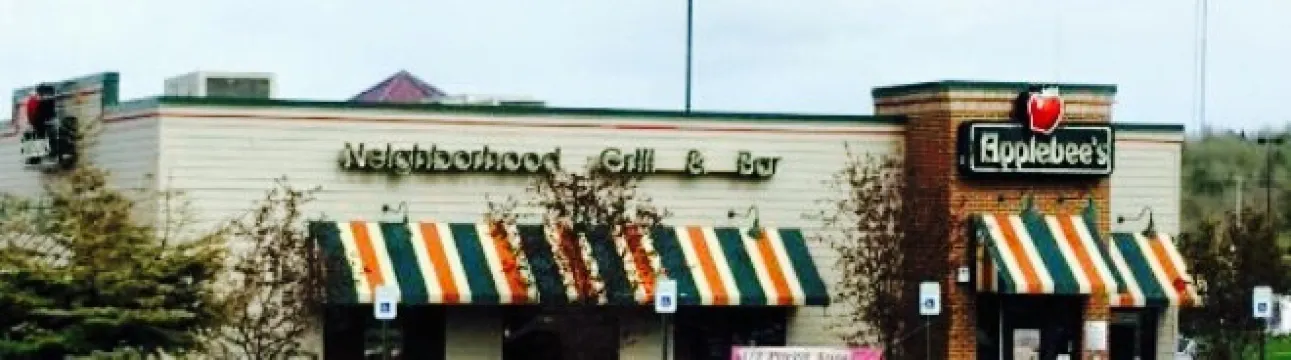 Neighborhood Grill & Bar
Applebee's